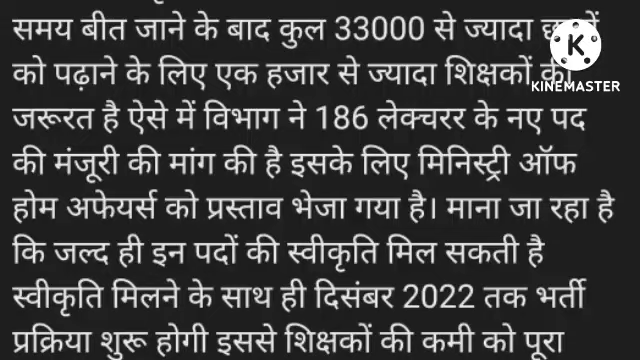 समय बीत जाने के बाद कुल 33000 से ज्यादा
को पढ़ाने के लिए एक हजार से ज्यादा शिक्षकों की
KINEMASTER
जरूरत है ऐसे में विभाग ने 186 लेक्चरर के नए पद
की मंजूरी की मांग की है इसके लिए मिनिस्ट्री ऑफ
होम अफेयर्स को प्रस्ताव भेजा गया है। माना जा रहा है
कि जल्द ही इन पदों की स्वीकृति मिल सकती है
स्वीकृति मिलने के साथ ही दिसंबर 2022 तक भर्ती
प्रक्रिया शुरू होगी इससे शिक्षकों की कमी को पूरा